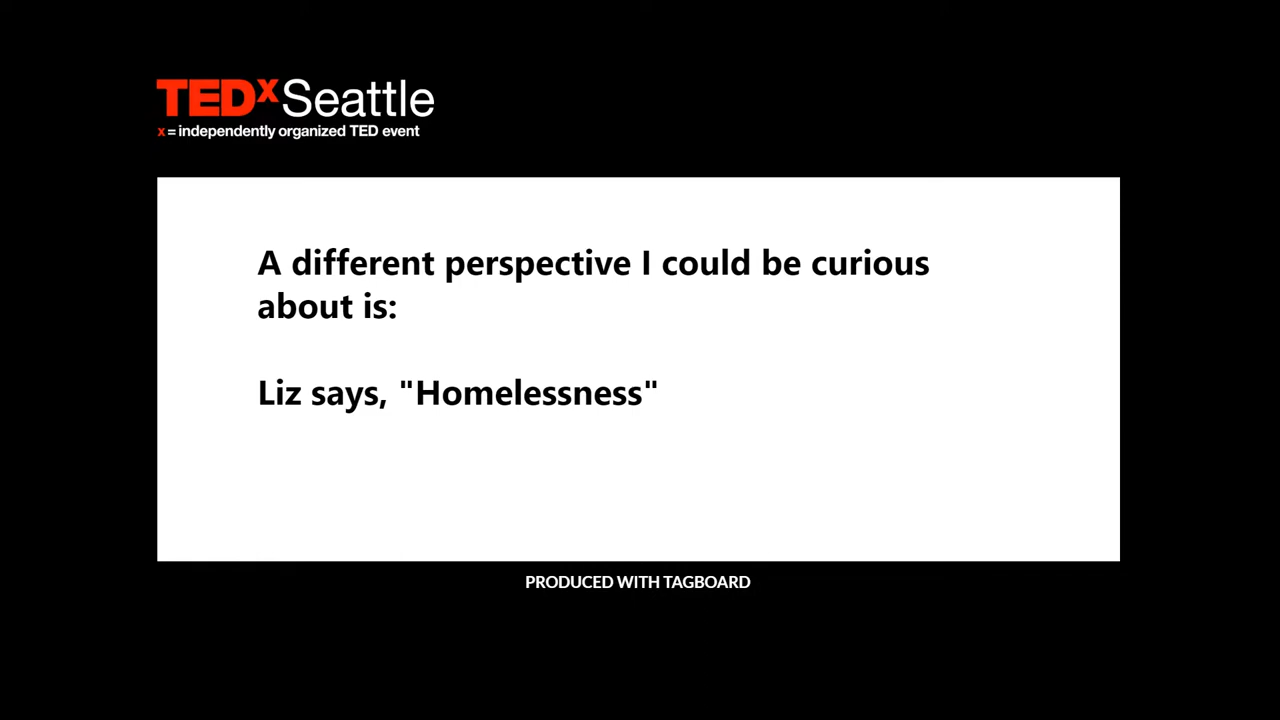 TEDxSeattle
x = independently organized TED event
A different perspective I could be curious
about is:
Liz says, "Homelessness"
PRODUCED WITH TAGBOARD